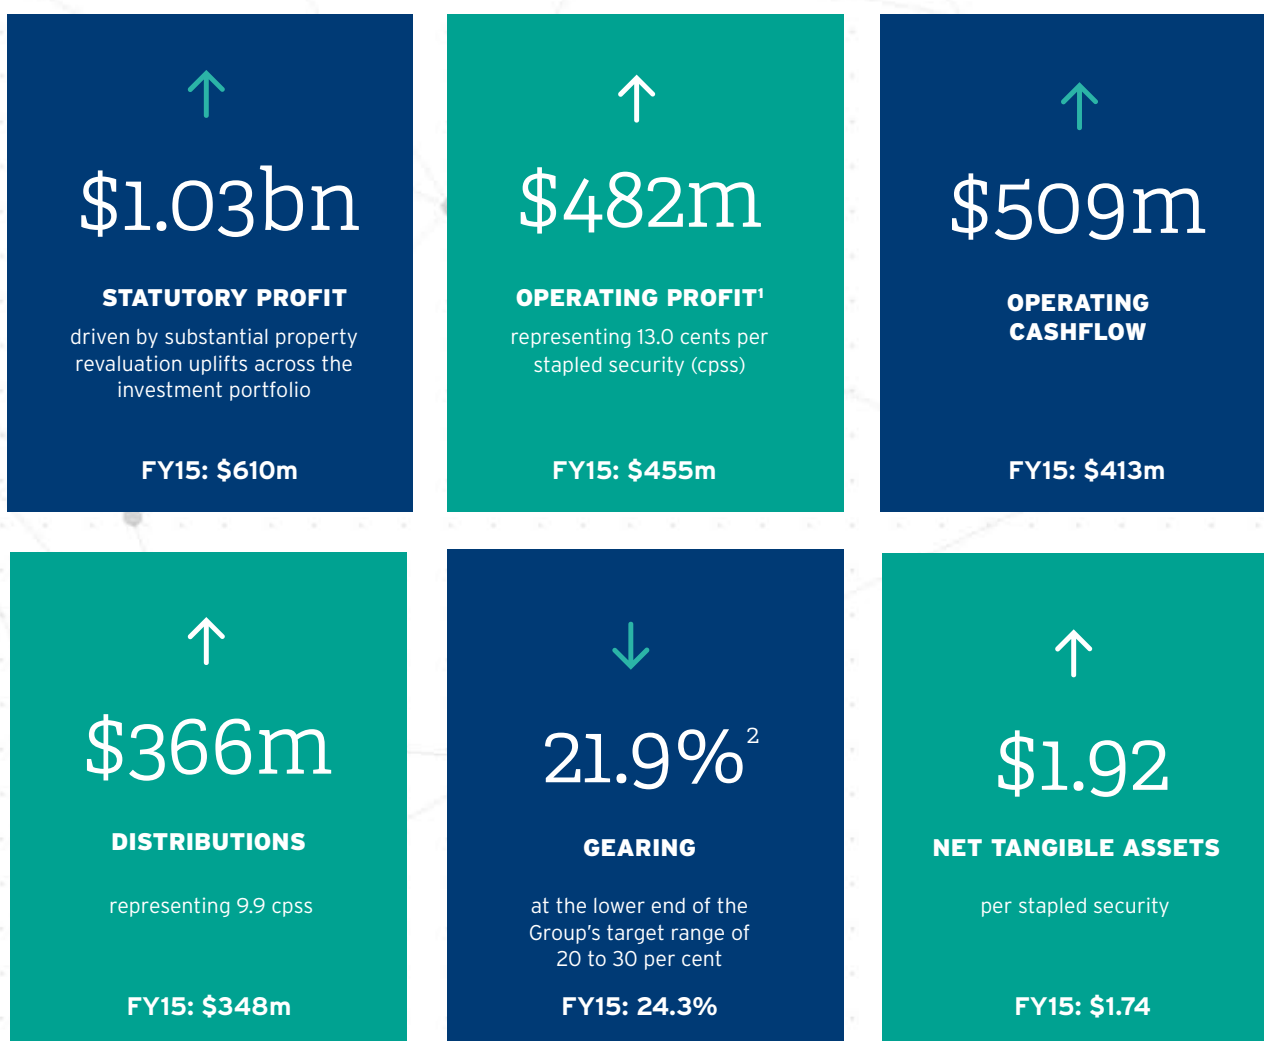 $1.03bn
STATUTORY PROFIT
driven by substantial property
revaluation uplifts across the
investment portfolio
FY15: $610m
$482m
OPERATING PROFIT¹
representing 13.0 cents per
stapled security (cpss)
FY15: $455m
$509m
OPERATING
CASHFLOW
FY15: $413m
$366m
DISTRIBUTIONS
representing 9.9 cpss
FY15: $348m
21.9%²
GEARING
at the lower end of the
Group's target range of
20 to 30 per cent
FY15: 24.3%
$1.92
NET TANGIBLE ASSETS
per stapled security
FY15: $1.74